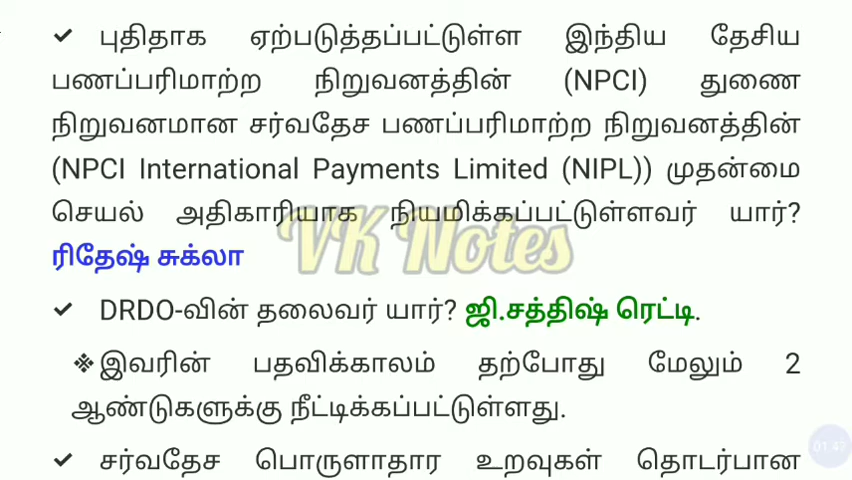 ✓ புதிதாக ஏற்படுத்தப்பட்டுள்ள இந்திய தேசிய
பணப்பரிமாற்ற நிறுவனத்தின் (NPCI) துணை
நிறுவனமான சர்வதேச பணப்பரிமாற்ற நிறுவனத்தின்
(NPCI International Payments Limited (NIPL)) முதன்மை
செயல் அதிகாரியாக நியமிக்கப்பட்டுள்ளவர் யார்?
VK Notes
ரிதேஷ் சுக்லா
✓ DRDO-வின் தலைவர் யார்? ஜி.சத்திஷ் ரெட்டி.
❖இவரின் பதவிக்காலம் தற்போது மேலும் 2
ஆண்டுகளுக்கு நீட்டிக்கப்பட்டுள்ளது.
01:47
✓ சர்வதேச பொருளாதார உறவுகள் தொடர்பான